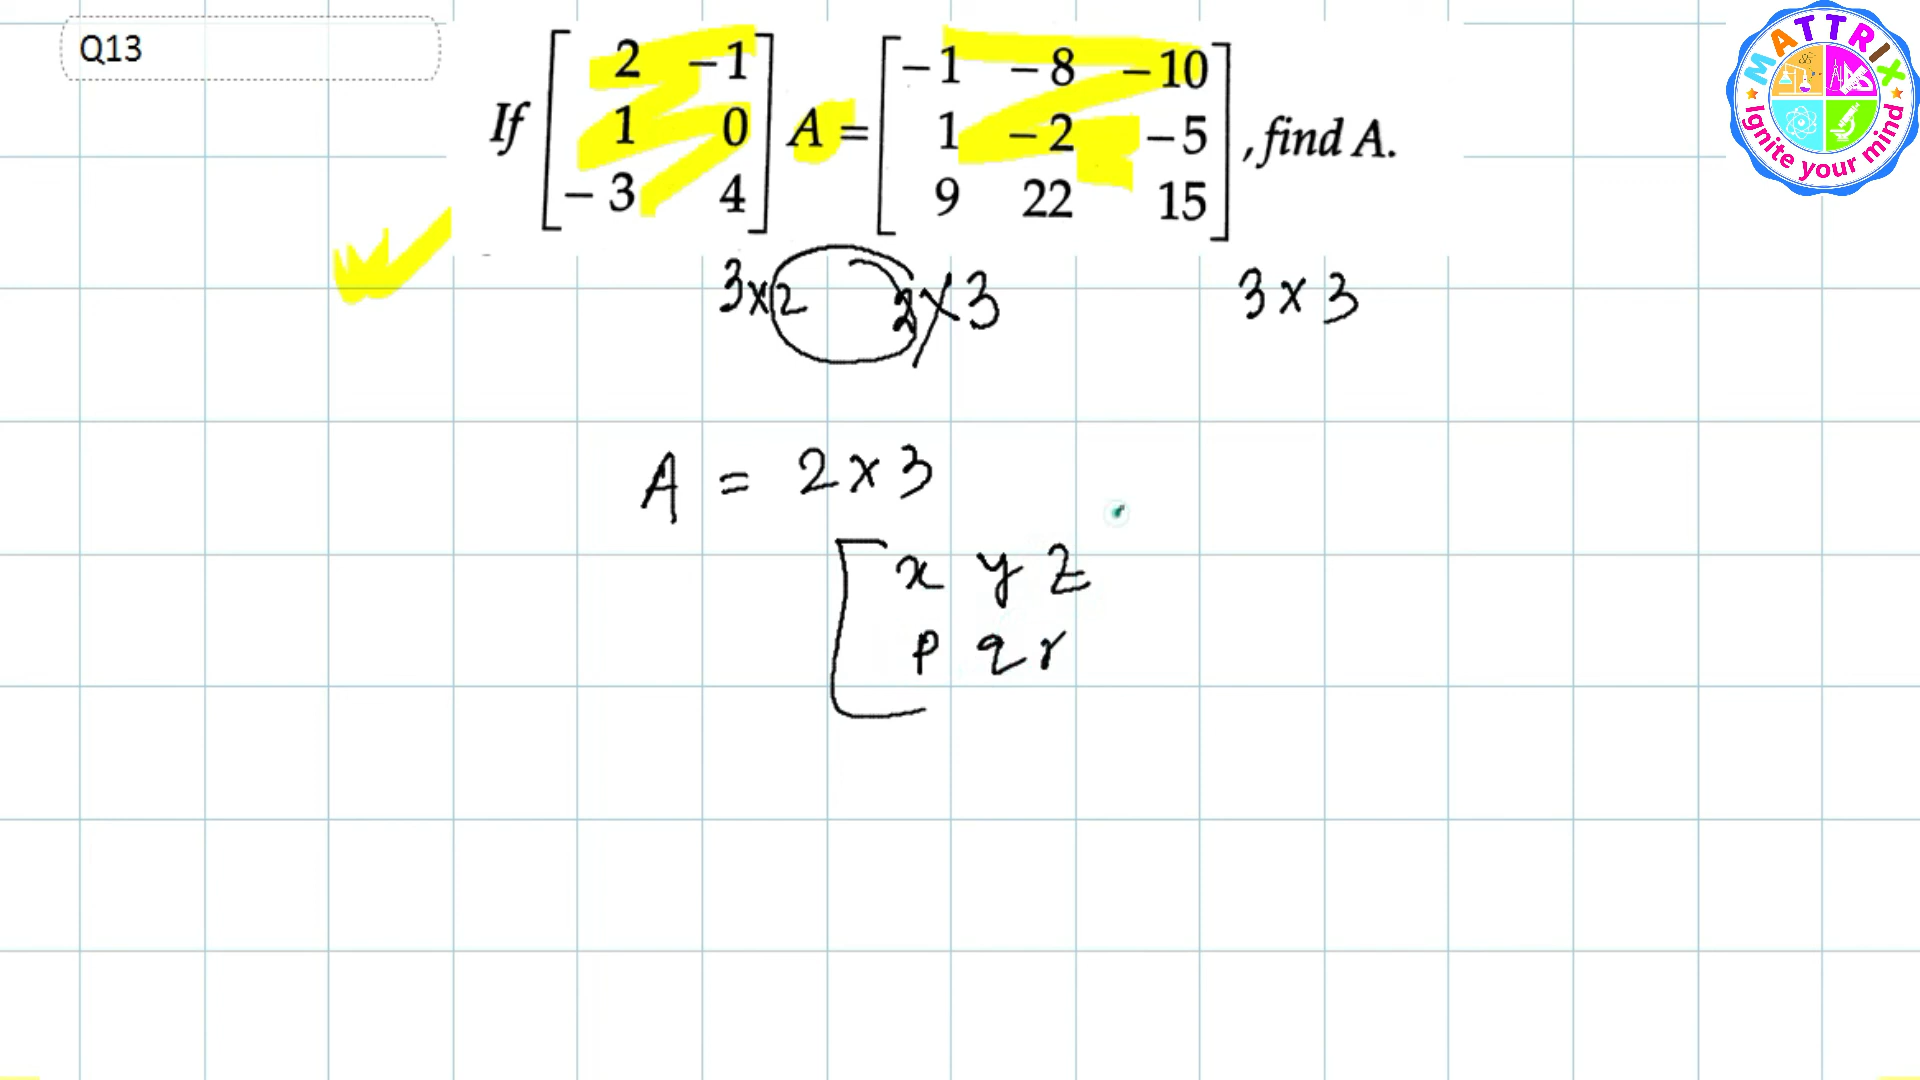 Q13
If [ 2 -1 ] A = [ -1 -8 -10 ] , find A.
[ 1 0 ] [ 1 -2 -5 ]
[ -3 4 ] [ 9 22 15 ]
3×2 2×3 3×3
A = 2×3
[ x y z
p q r
MATTRIX
Ignite your mind